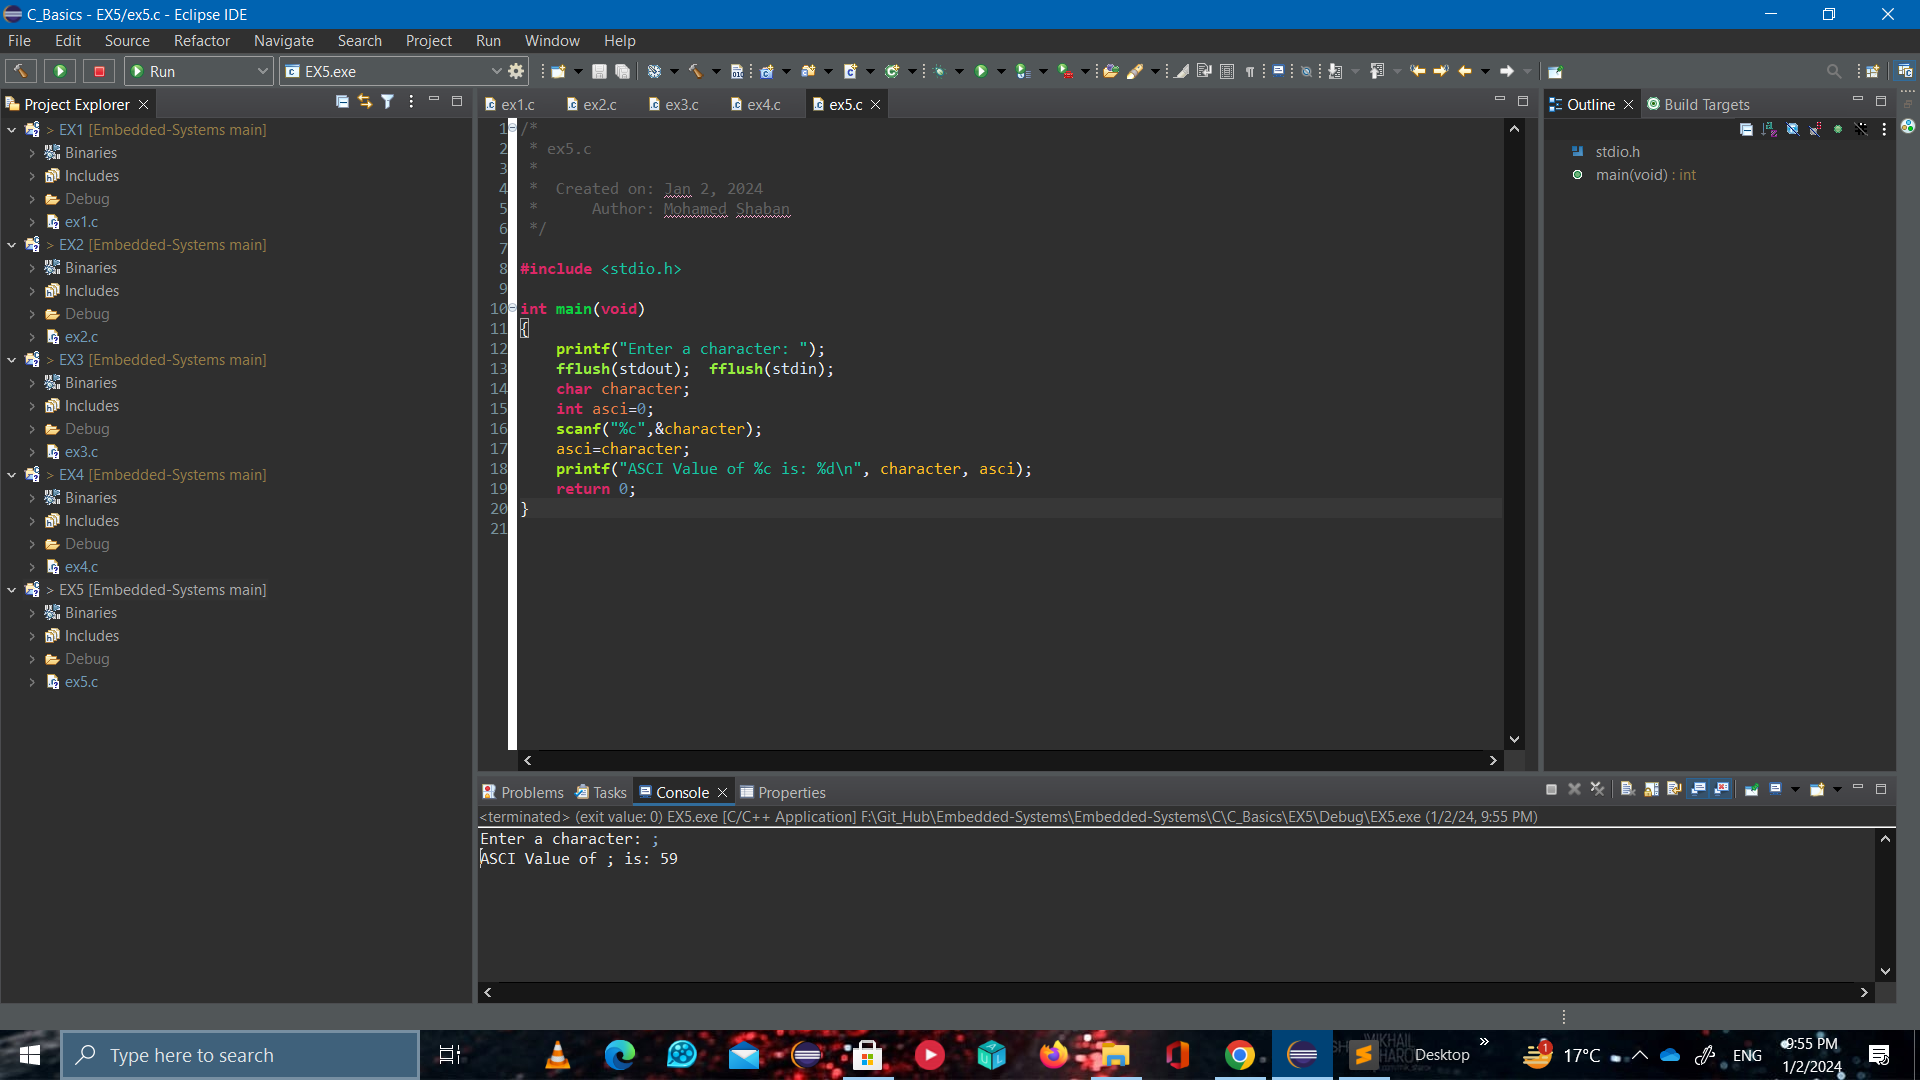 C_Basics - EX5/ex5.c - Eclipse IDE
File Edit Source Refactor Navigate Search Project Run Window Help
Run EX5.exe
Project Explorer
> EX1 [Embedded-Systems main]
Binaries
Includes
Debug
ex1.c
> EX2 [Embedded-Systems main]
Binaries
Includes
Debug
ex2.c
> EX3 [Embedded-Systems main]
Binaries
Includes
Debug
ex3.c
> EX4 [Embedded-Systems main]
Binaries
Includes
Debug
ex4.c
> EX5 [Embedded-Systems main]
Binaries
Includes
Debug
ex5.c
ex1.c ex2.c ex3.c ex4.c ex5.c
1 /*
2  * ex5.c
3  *
4  *  Created on: Jan 2, 2024
5  *      Author: Mohamed Shaban
6  */
7
8 #include <stdio.h>
9
10 int main(void)
11 {
12     printf("Enter a character: ");
13     fflush(stdout);  fflush(stdin);
14     char character;
15     int asci=0;
16     scanf("%c",&character);
17     asci=character;
18     printf("ASCI Value of %c is: %d\n", character, asci);
19     return 0;
20 }
21
Outline Build Targets
stdio.h
main(void) : int
Problems Tasks Console Properties
<terminated> (exit value: 0) EX5.exe [C/C++ Application] F:\Git_Hub\Embedded-Systems\Embedded-Systems\C\C_Basics\EX5\Debug\EX5.exe (1/2/24, 9:55 PM)
Enter a character: ;
ASCI Value of ; is: 59
Type here to search
Desktop
1
17°C
ENG
9:55 PM
1/2/2024